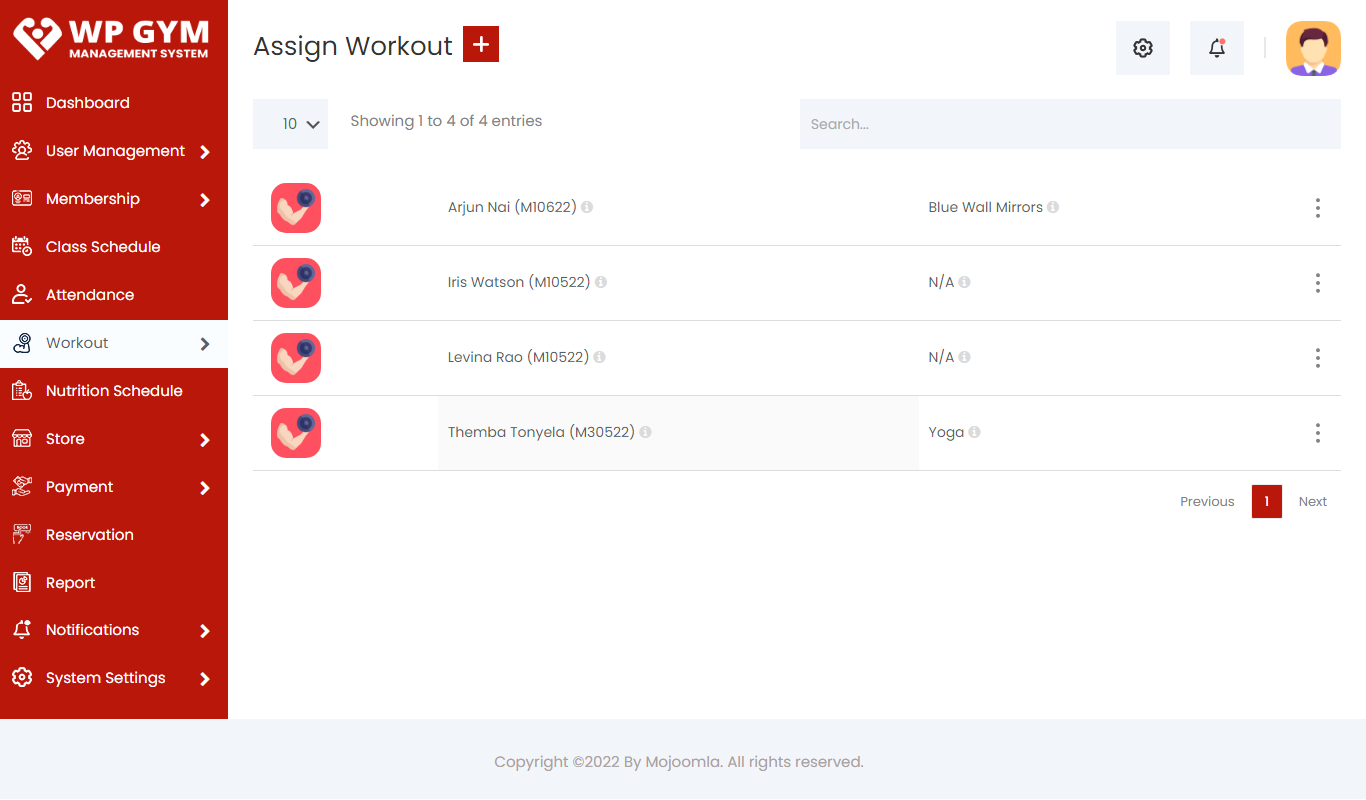 WP GYM
MANAGEMENT SYSTEM
Dashboard
User Management
Membership
Class Schedule
Attendance
Workout
Nutrition Schedule
Store
Payment
Reservation
Report
Notifications
System Settings
Assign Workout
10
Showing 1 to 4 of 4 entries
Search...
Arjun Nai (M10622)
Blue Wall Mirrors
Iris Watson (M10522)
N/A
Levina Rao (M10522)
N/A
Themba Tonyela (M30522)
Yoga
Previous 1 Next
Copyright ©2022 By Mojoomla. All rights reserved.